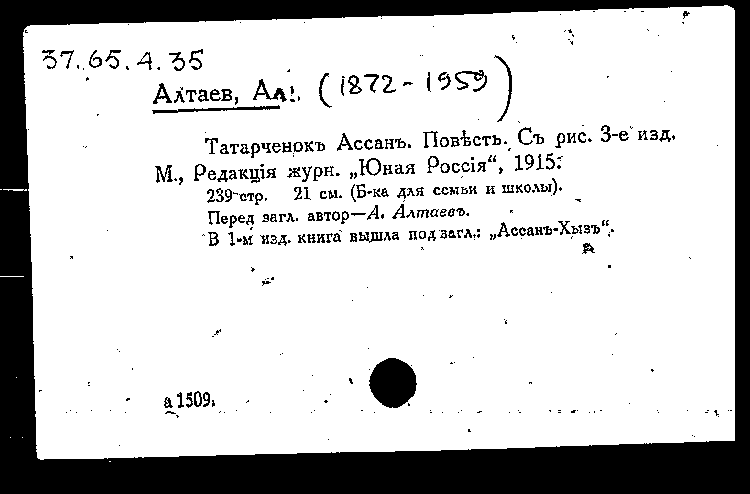 37.65.4.35
Алтаев, Ал. (1872-1959)
Татарченокъ Ассанъ. Повѣсть. Съ рис. 3-е изд.
М., Редакція журн. „Юная Россія“, 1915.
239 стр. 21 см. (Б-ка для семьи и школы).
Перед загл. автор—А. Алтаевъ.
В 1-м изд. книга вышла под загл.: „Ассанъ-Хызъ“.
а 1509.